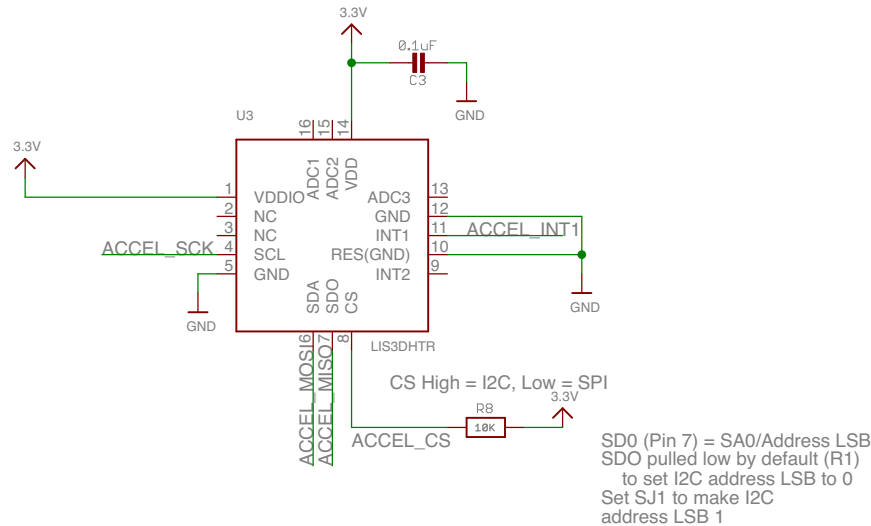 3.3V
0.1uF
C3
GND
U3
16
15
14
ADC1
ADC2
VDD
3.3V
1
VDDIO
ADC3
13
2
NC
GND
12
3
NC
INT1
11
ACCEL_INT1
ACCEL_SCK
4
SCL
RES(GND)
10
5
GND
INT2
9
SDA
SDO
CS
GND
GND
6
7
8
LIS3DHTR
ACCEL_MOSI
ACCEL_MISO
CS High = I2C, Low = SPI
3.3V
R8
10K
ACCEL_CS
SD0 (Pin 7) = SA0/Address LSB
SDO pulled low by default (R1)
to set I2C address LSB to 0
Set SJ1 to make I2C
address LSB 1